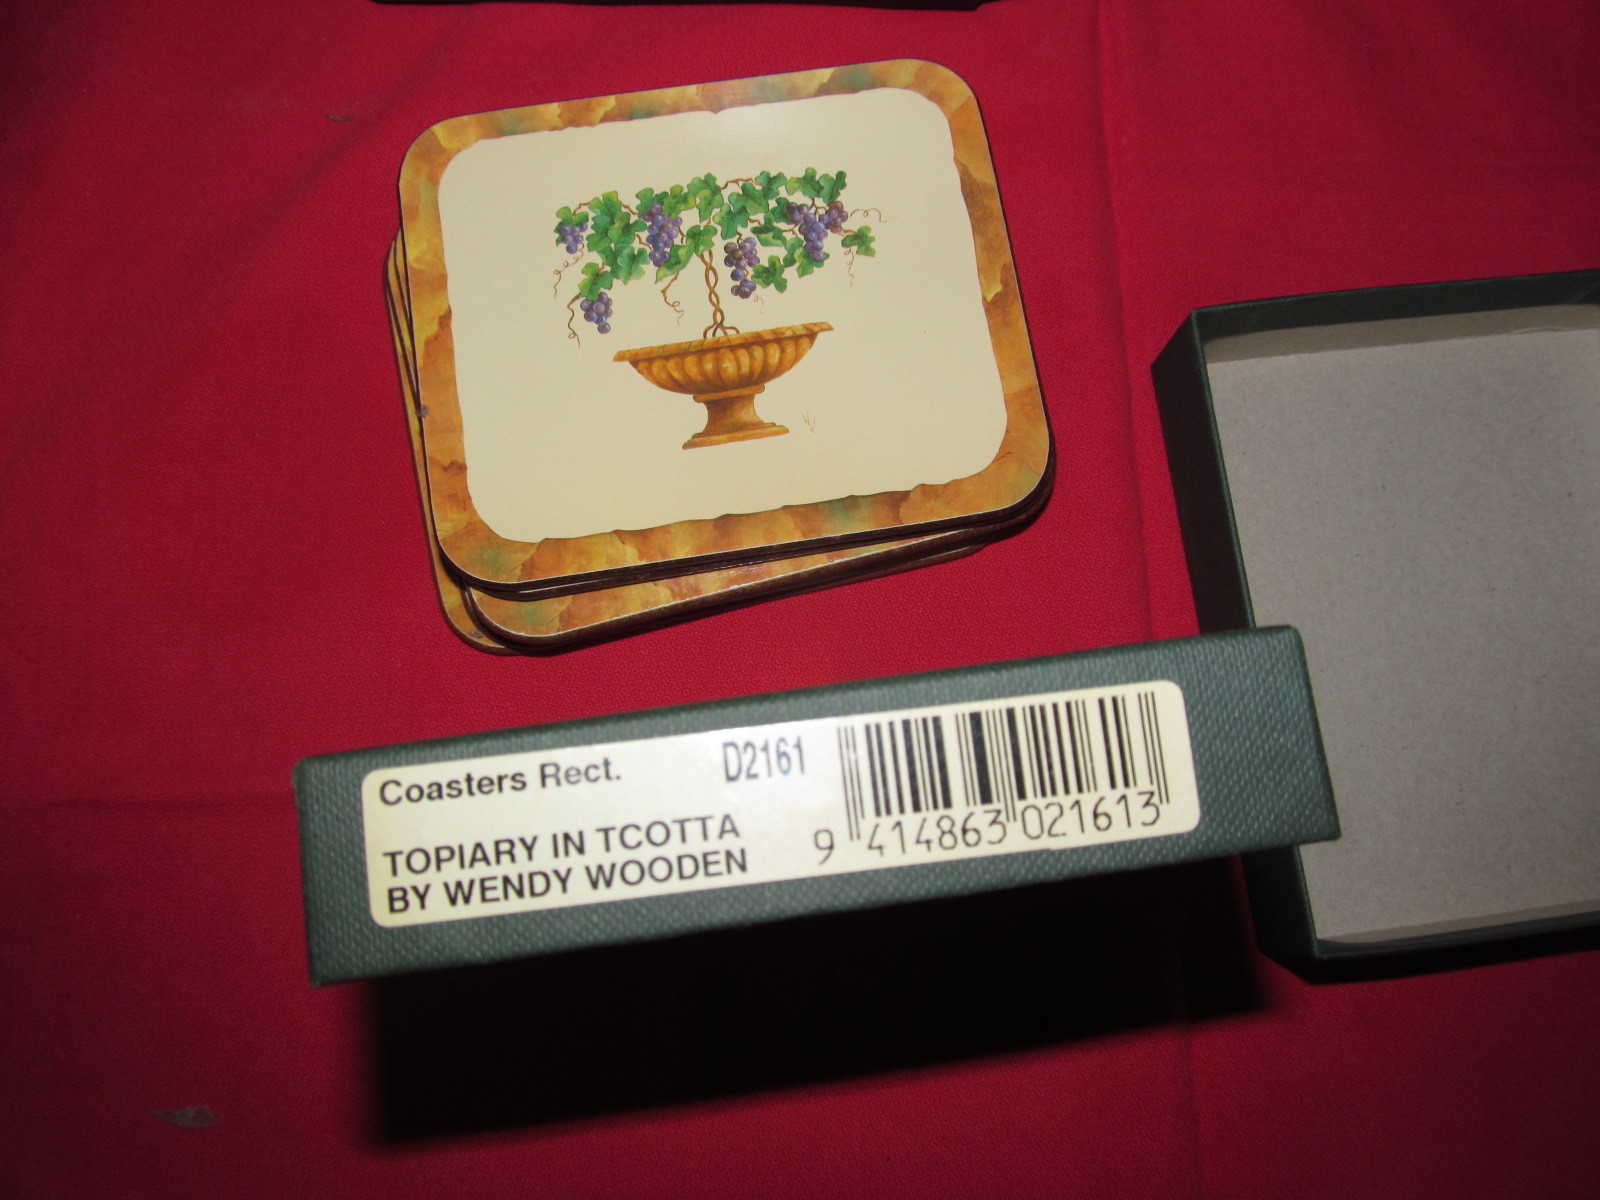 Coasters Rect. D2161
TOPIARY IN TCOTTA
BY WENDY WOODEN
9 414863 021613